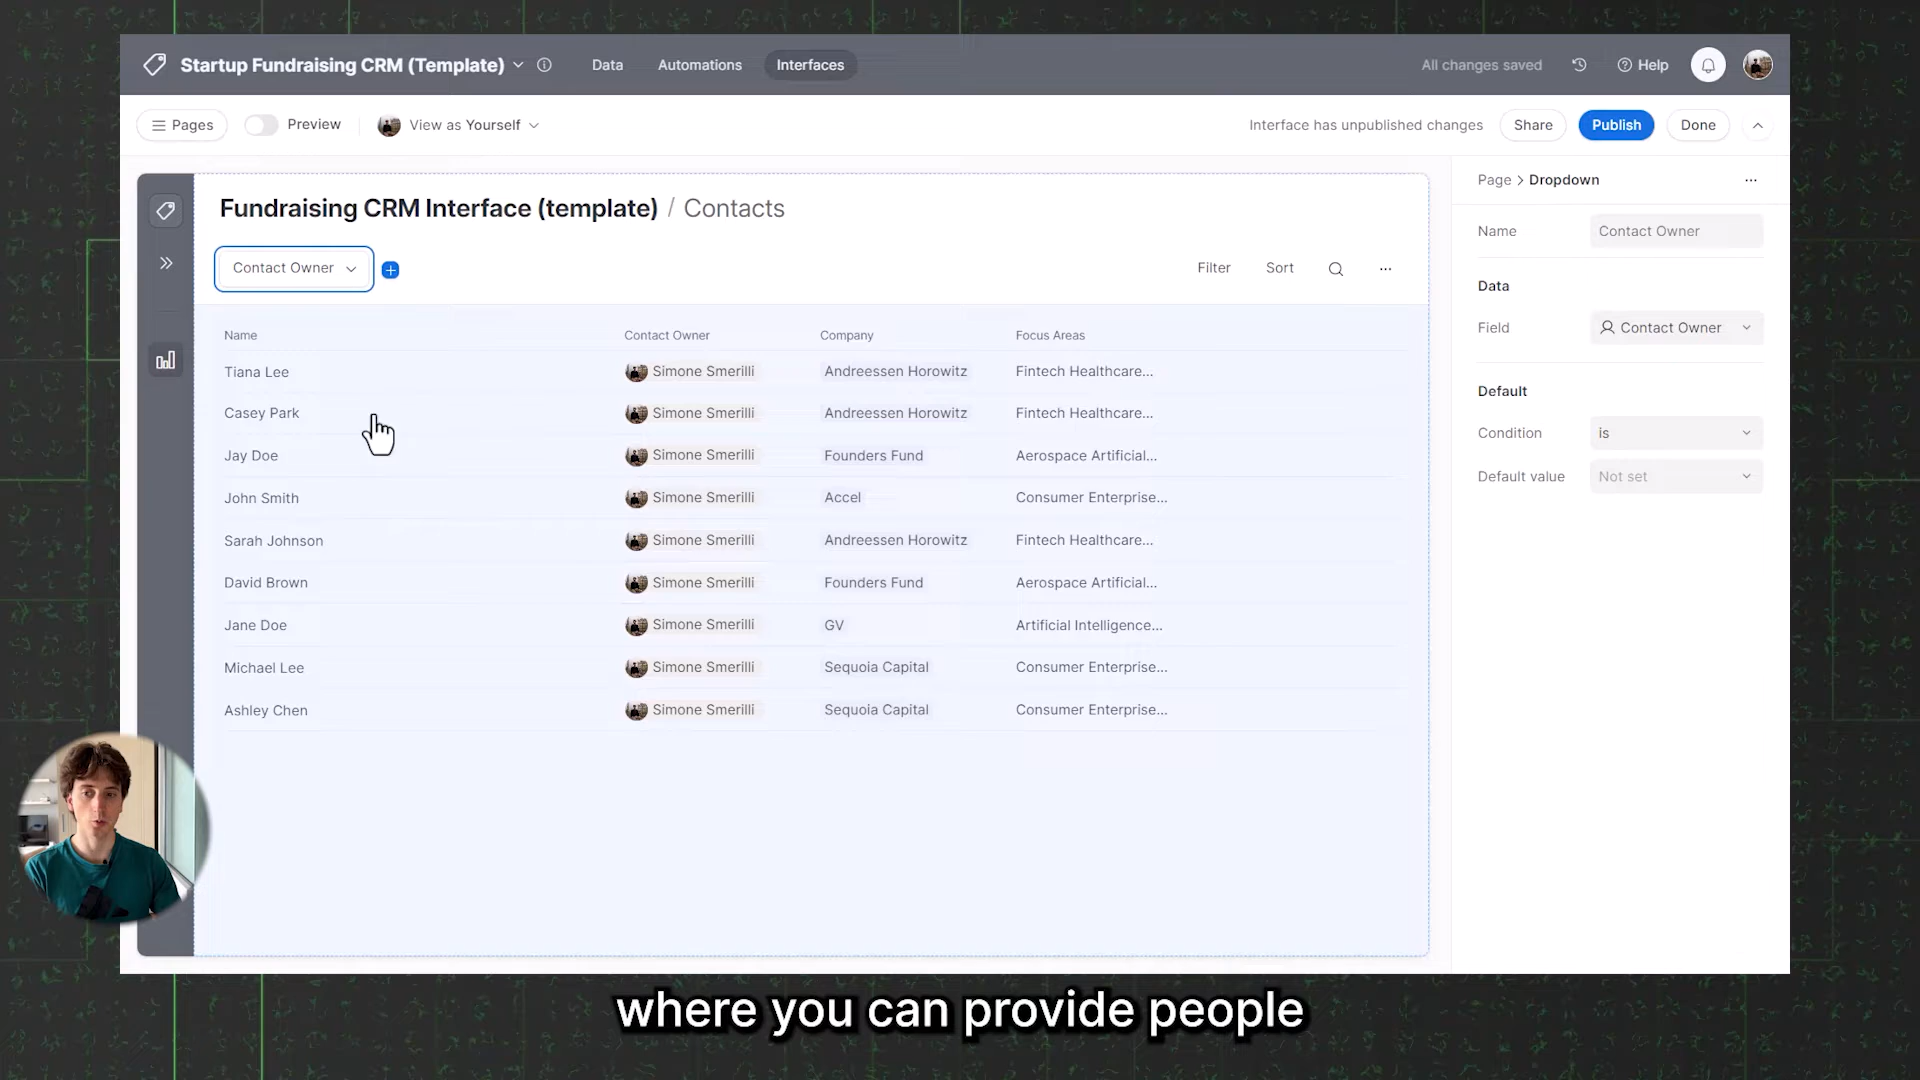 Startup Fundraising CRM (Template)
Data
Automations
Interfaces
All changes saved
Help
Pages
Preview
View as Yourself
Interface has unpublished changes
Share
Publish
Done
Fundraising CRM Interface (template) / Contacts
Contact Owner
Filter
Sort
Name
Contact Owner
Company
Focus Areas
Tiana Lee
Simone Smerilli
Andreessen Horowitz
Fintech Healthcare...
Casey Park
Simone Smerilli
Andreessen Horowitz
Fintech Healthcare...
Jay Doe
Simone Smerilli
Founders Fund
Aerospace Artificial...
John Smith
Simone Smerilli
Accel
Consumer Enterprise...
Sarah Johnson
Simone Smerilli
Andreessen Horowitz
Fintech Healthcare...
David Brown
Simone Smerilli
Founders Fund
Aerospace Artificial...
Jane Doe
Simone Smerilli
GV
Artificial Intelligence...
Michael Lee
Simone Smerilli
Sequoia Capital
Consumer Enterprise...
Ashley Chen
Simone Smerilli
Sequoia Capital
Consumer Enterprise...
Page > Dropdown
Name
Contact Owner
Data
Field
Contact Owner
Default
Condition
is
Default value
Not set
where you can provide people